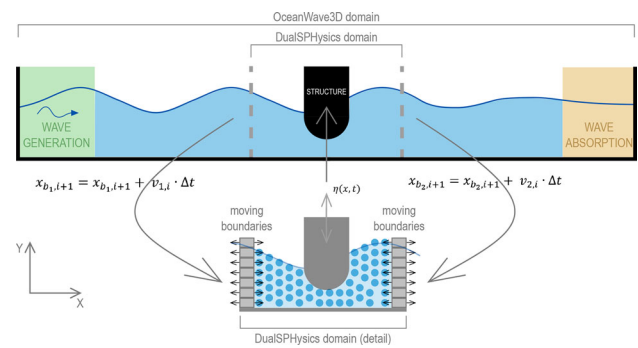 OceanWave3D domain
DualSPHysics domain
STRUCTURE
WAVE
GENERATION
WAVE
ABSORPTION
x_{b_1,i+1} = x_{b_1,i+1} + v_{1,i} · Δt
x_{b_2,i+1} = x_{b_2,i+1} + v_{2,i} · Δt
η(x, t)
moving
boundaries
moving
boundaries
Y
X
DualSPHysics domain (detail)